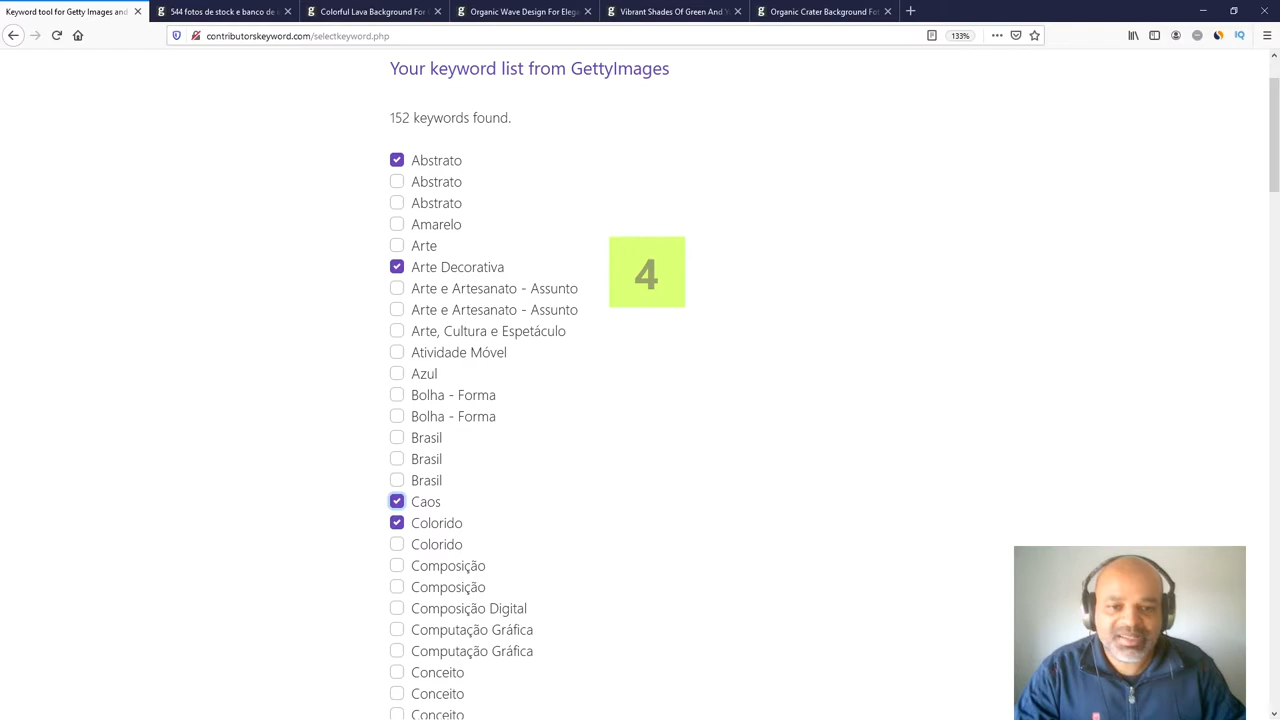 Keyword tool for Getty Images and
544 fotos de stock e banco de
Colorful Lava Background For
Organic Wave Design For Elega
Vibrant Shades Of Green And Y
Organic Crater Background Fo
contributorskeyword.com/selectkeyword.php
133%
IQ
Your keyword list from GettyImages
152 keywords found.
Abstrato
Abstrato
Abstrato
Amarelo
Arte
Arte Decorativa
4
Arte e Artesanato - Assunto
Arte e Artesanato - Assunto
Arte, Cultura e Espetáculo
Atividade Móvel
Azul
Bolha - Forma
Bolha - Forma
Brasil
Brasil
Brasil
Caos
Colorido
Colorido
Composição
Composição
Composição Digital
Computação Gráfica
Computação Gráfica
Conceito
Conceito
Conceito